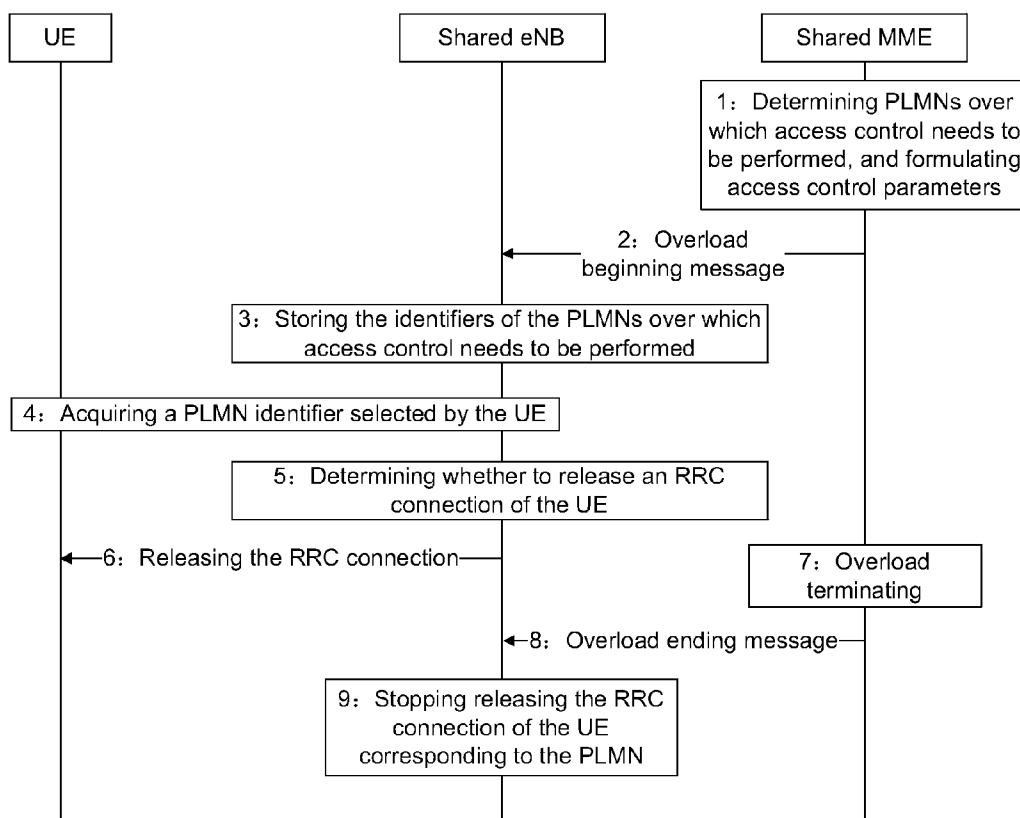 UE
Shared eNB
Shared MME
1：Determining PLMNs over
which access control needs to
be performed, and formulating
access control parameters
2：Overload
beginning message
3：Storing the identifiers of the PLMNs over which
access control needs to be performed
4：Acquiring a PLMN identifier selected by the UE
5：Determining whether to release an RRC
connection of the UE
6：Releasing the RRC connection
7：Overload
terminating
8：Overload ending message
9：Stopping releasing the RRC
connection of the UE
corresponding to the PLMN